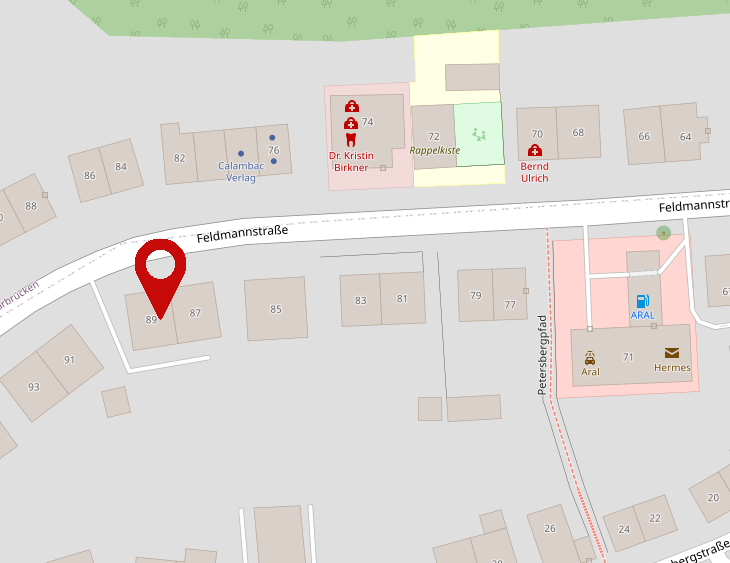 74
Dr. Kristin
Birkner
72
Rappelkiste
70
68
Bernd
Ulrich
66
64
82
76
Calambac
Verlag
86
84
88
Feldmannstraße
89
87
85
83
81
79
77
Petersbergpfad
ARAL
71
Aral
Hermes
91
93
26
24
22
20